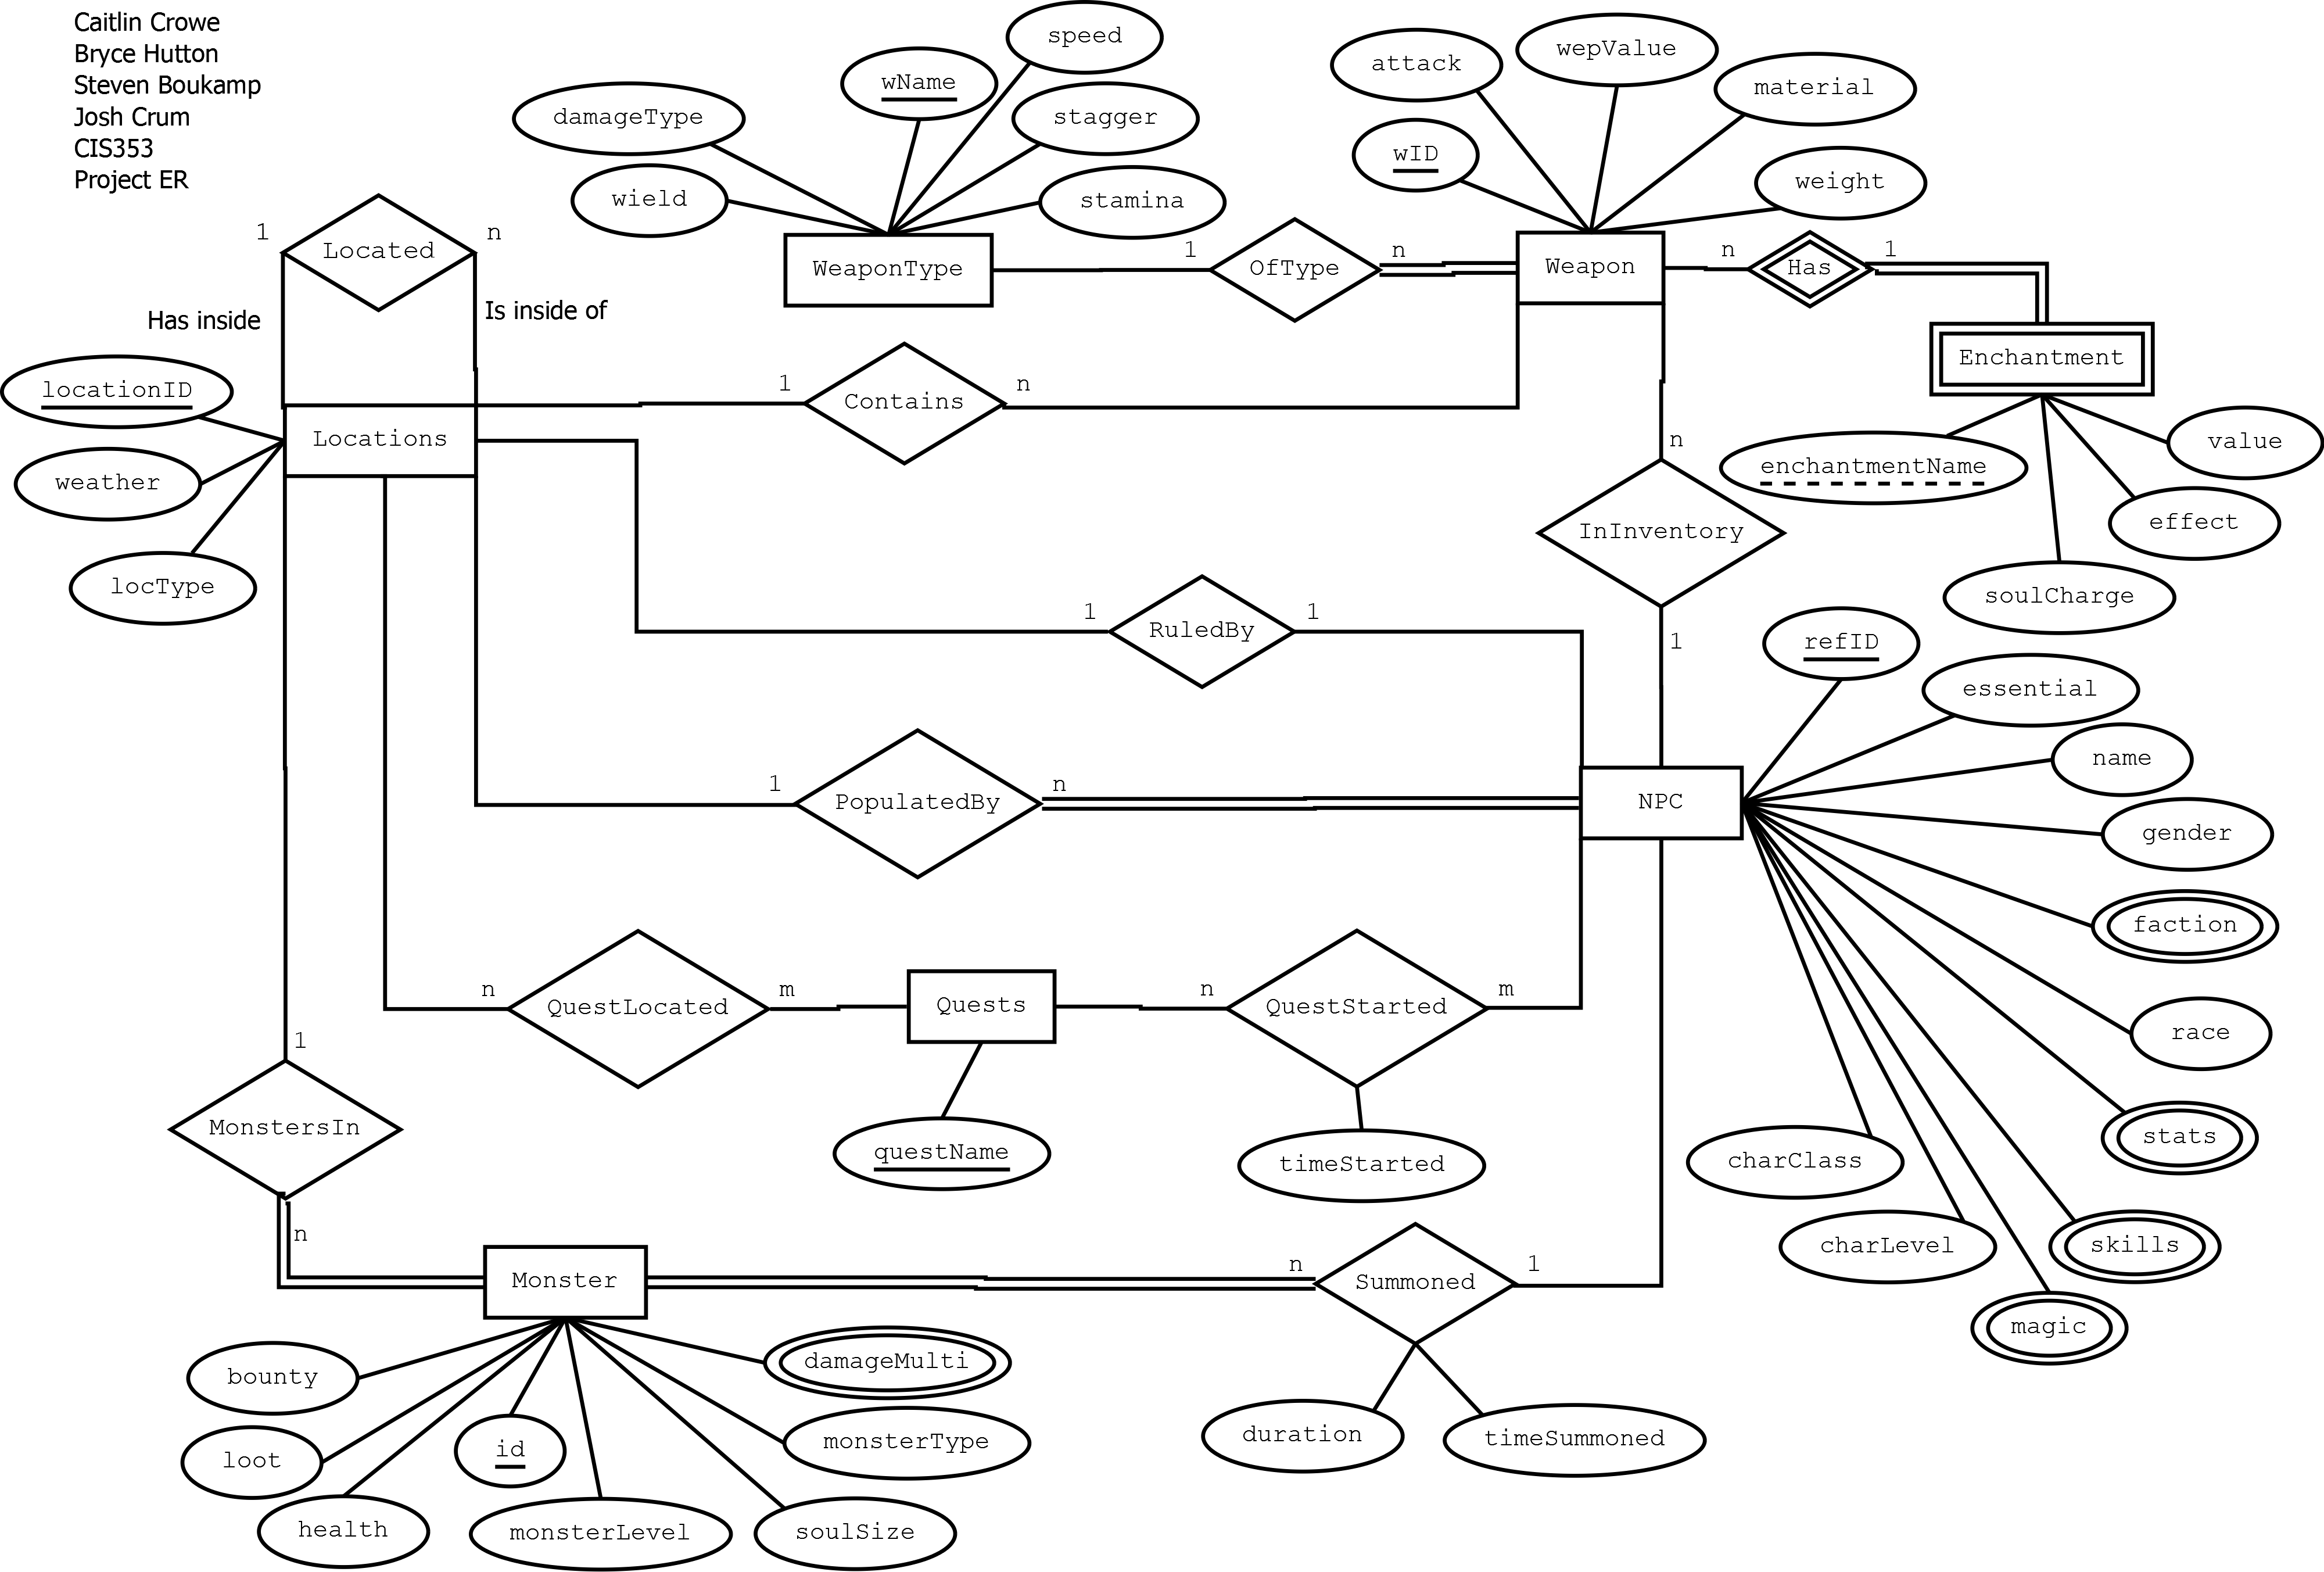 Caitlin Crowe
Bryce Hutton
Steven Boukamp
Josh Crum
CIS353
Project ER
speed
wName
damageType
stagger
wield
stamina
attack
wepValue
material
wID
weight
1
Located
n
Has inside
Is inside of
WeaponType
1
OfType
n
Weapon
n
Has
1
Enchantment
enchantmentName
value
effect
soulCharge
locationID
weather
locType
Locations
1
Contains
n
n
InInventory
1
1
RuledBy
1
1
PopulatedBy
n
NPC
refID
essential
name
gender
faction
race
stats
skills
magic
charLevel
charClass
n
QuestLocated
m
Quests
n
QuestStarted
m
questName
timeStarted
1
MonstersIn
n
Monster
n
Summoned
1
duration
timeSummoned
bounty
loot
health
id
monsterLevel
soulSize
monsterType
damageMulti